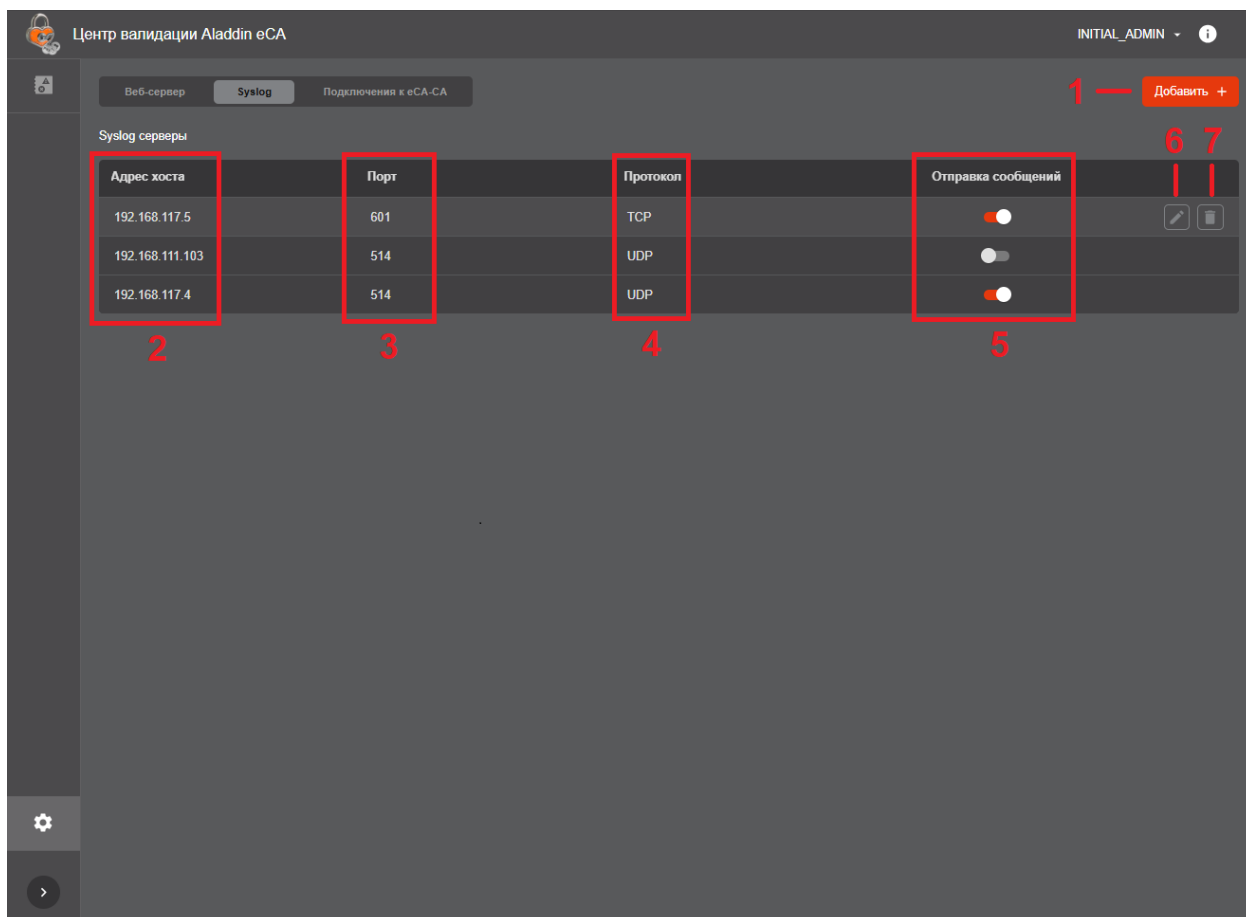 Центр валидации Aladdin eCA INITIAL_ADMIN
Веб-сервер Syslog Подключения к eCA-CA 1 Добавить +
Syslog серверы 6 7
Адрес хоста Порт Протокол Отправка сообщений
192.168.117.5 601 TCP
192.168.111.103 514 UDP
192.168.117.4 514 UDP
2 3 4 5